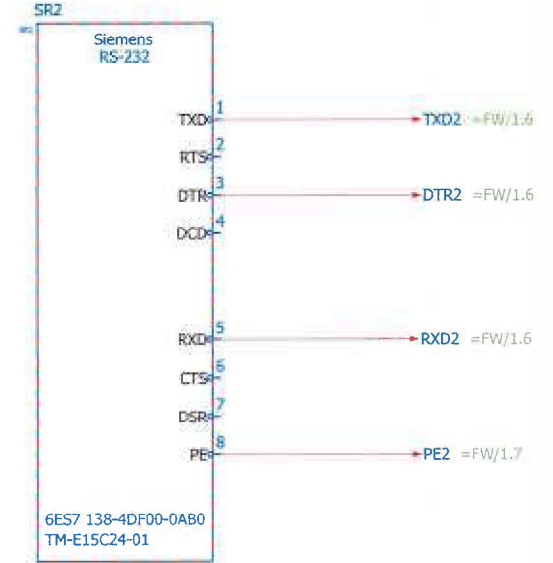 SR2
Siemens
RS-232
TXD 1 TXD2 =FW/1.6
RTS 2
DTR 3 DTR2 =FW/1.6
DCD 4
RXD 5 RXD2 =FW/1.6
CTS 6
DSR 7
PE 8 PE2 =FW/1.7
6ES7 138-4DF00-0AB0
TM-E15C24-01